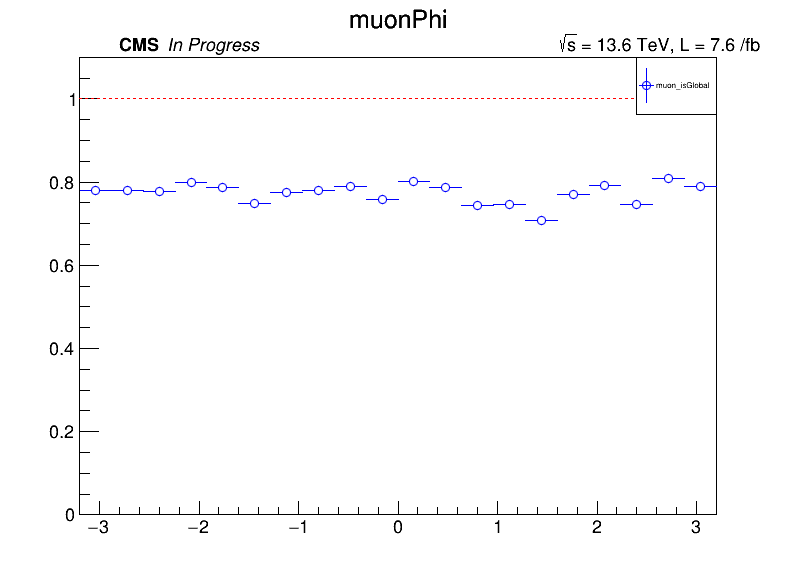 muonPhi
CMS In Progress
√s = 13.6 TeV, L = 7.6 /fb
muon_isGlobal
1
0.8
0.6
0.4
0.2
0
−3 −2 −1 0 1 2 3